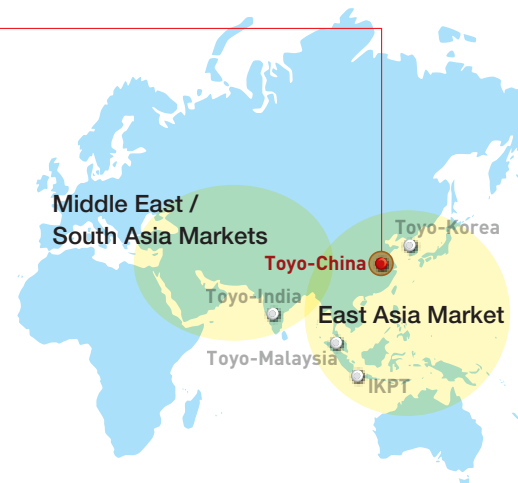 Middle East /
South Asia Markets
Toyo-Korea
Toyo-China
Toyo-India
East Asia Market
Toyo-Malaysia
IKPT